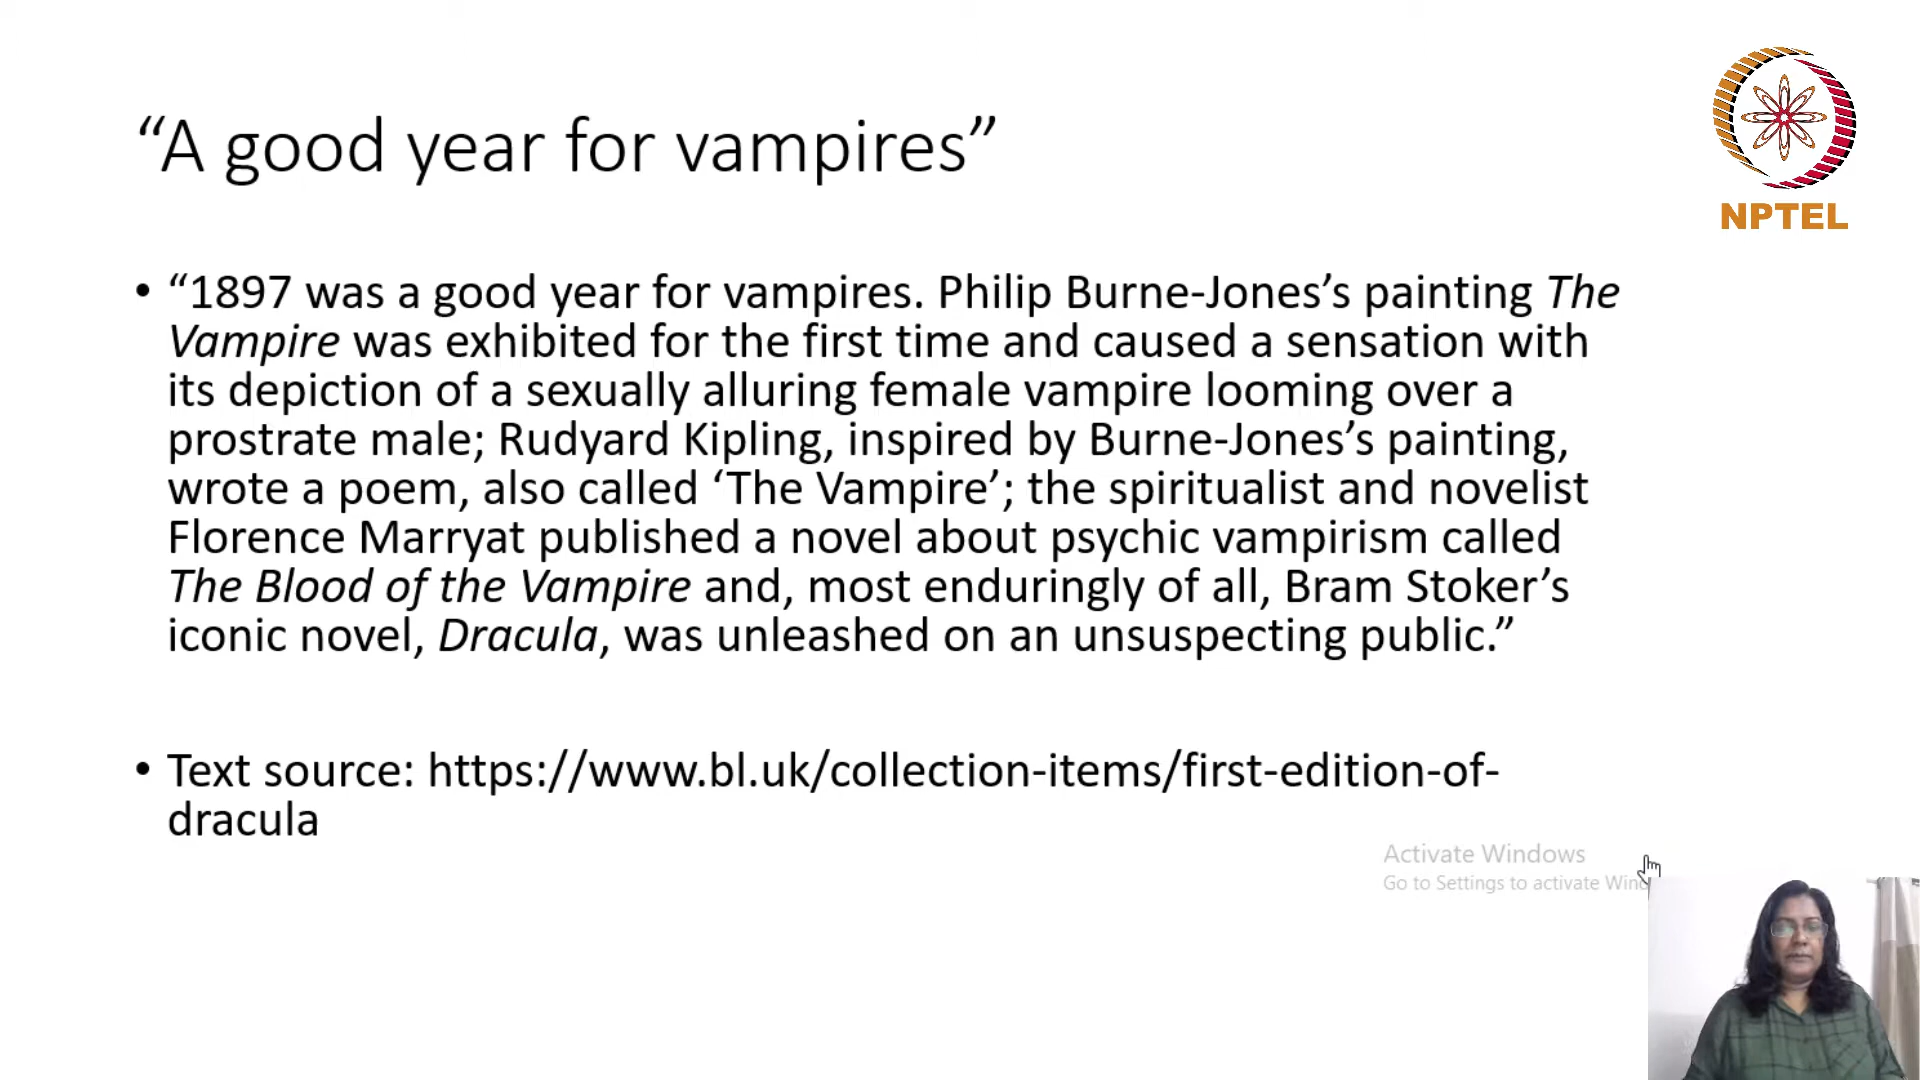 “A good year for vampires”
NPTEL
• “1897 was a good year for vampires. Philip Burne-Jones’s painting The
Vampire was exhibited for the first time and caused a sensation with
its depiction of a sexually alluring female vampire looming over a
prostrate male; Rudyard Kipling, inspired by Burne-Jones’s painting,
wrote a poem, also called ‘The Vampire’; the spiritualist and novelist
Florence Marryat published a novel about psychic vampirism called
The Blood of the Vampire and, most enduringly of all, Bram Stoker’s
iconic novel, Dracula, was unleashed on an unsuspecting public.”
• Text source: https://www.bl.uk/collection-items/first-edition-of-
dracula
Activate Windows
Go to Settings to activate Wind